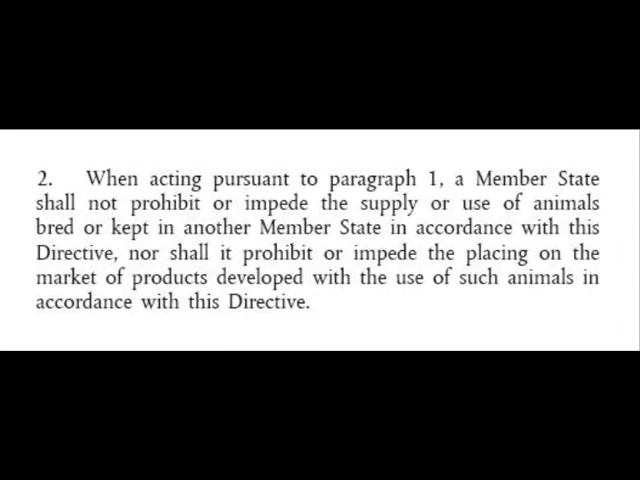 2. When acting pursuant to paragraph 1, a Member State
shall not prohibit or impede the supply or use of animals
bred or kept in another Member State in accordance with this
Directive, nor shall it prohibit or impede the placing on the
market of products developed with the use of such animals in
accordance with this Directive.